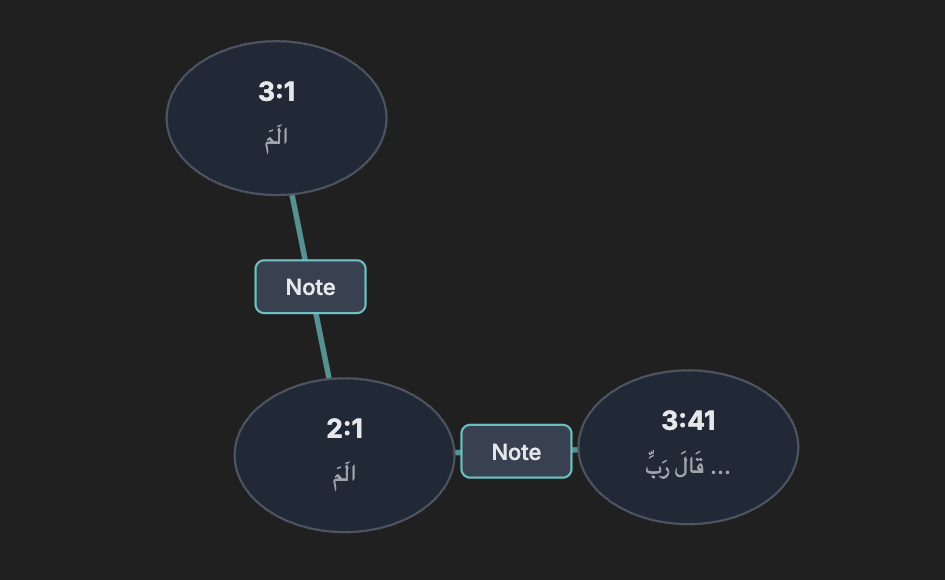 3:1
الَمَ
Note
2:1
الَمَ
Note
3:41
قَالَ رَبِّ ...